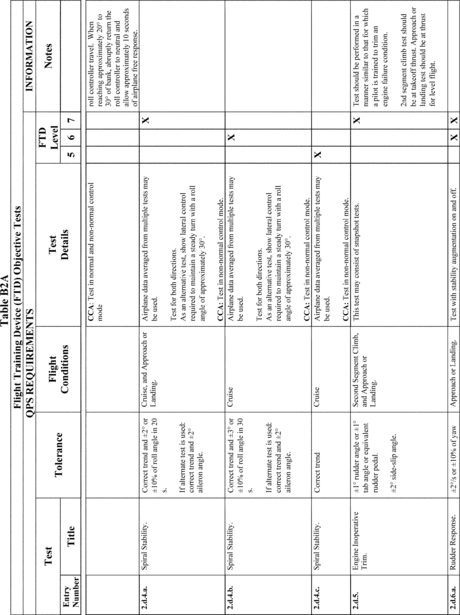 Table B2A
Flight Training Device (FTD) Objective Tests
QPS REQUIREMENTS
INFORMATION
Test
Tolerance
Flight
Conditions
Test
Details
FTD
Level
Notes
Entry
Number
Title
5 6 7
CCA: Test in normal and non-normal control
mode
roll controller travel. When
reaching approximately 20° to
30° of bank, abruptly return the
roll controller to neutral and
allow approximately 10 seconds
of airplane free response.
2.d.4.a.
Spiral Stability.
Correct trend and ±2° or
±10% of roll angle in 20
s.
If alternate test is used:
correct trend and ±2°
aileron angle.
Cruise, and Approach or
Landing.
Airplane data averaged from multiple tests may
be used.
Test for both directions.
As an alternative test, show lateral control
required to maintain a steady turn with a roll
angle of approximately 30°.
CCA: Test in non-normal control mode.
X
2.d.4.b.
Spiral Stability.
Correct trend and ±3° or
±10% of roll angle in 30
s.
If alternate test is used:
correct trend and ±2°
aileron angle.
Cruise
Airplane data averaged from multiple tests may
be used.
Test for both directions.
As an alternative test, show lateral control
required to maintain a steady turn with a roll
angle of approximately 30°.
CCA: Test in non-normal control mode.
X
2.d.4.c.
Spiral Stability.
Correct trend
Cruise
Airplane data averaged from multiple tests may
be used.
CCA: Test in non-normal control mode.
X
2.d.5.
Engine Inoperative
Trim.
±1° rudder angle or ±1°
tab angle or equivalent
rudder pedal.
±2° side-slip angle.
Second Segment Climb,
and Approach or
Landing.
This test may consist of snapshot tests.
X
Test should be performed in a
manner similar to that for which
a pilot is trained to trim an
engine failure condition.
2nd segment climb test should
be at takeoff thrust. Approach or
landing test should be at thrust
for level flight.
2.d.6.a.
Rudder Response.
±2°/s or ±10% of yaw
Approach or Landing.
Test with stability augmentation on and off.
X X